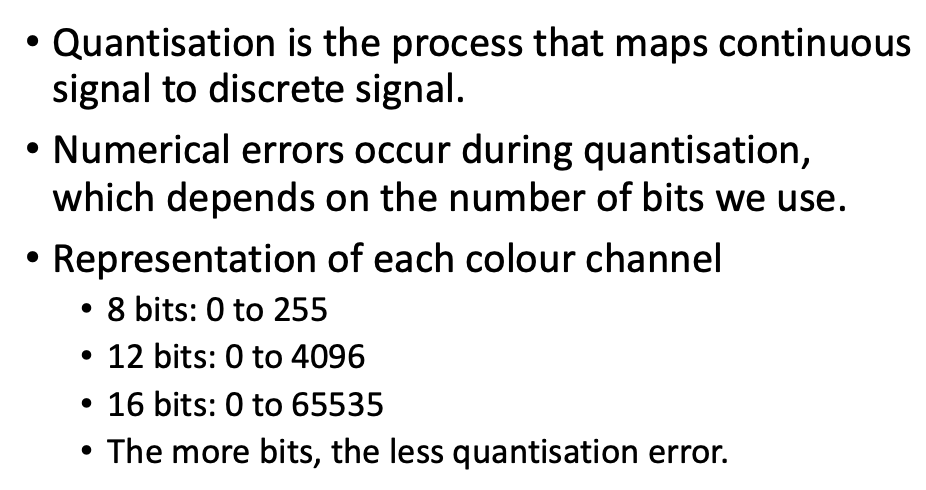 • Quantisation is the process that maps continuous
signal to discrete signal.
• Numerical errors occur during quantisation,
which depends on the number of bits we use.
• Representation of each colour channel
• 8 bits: 0 to 255
• 12 bits: 0 to 4096
• 16 bits: 0 to 65535
• The more bits, the less quantisation error.